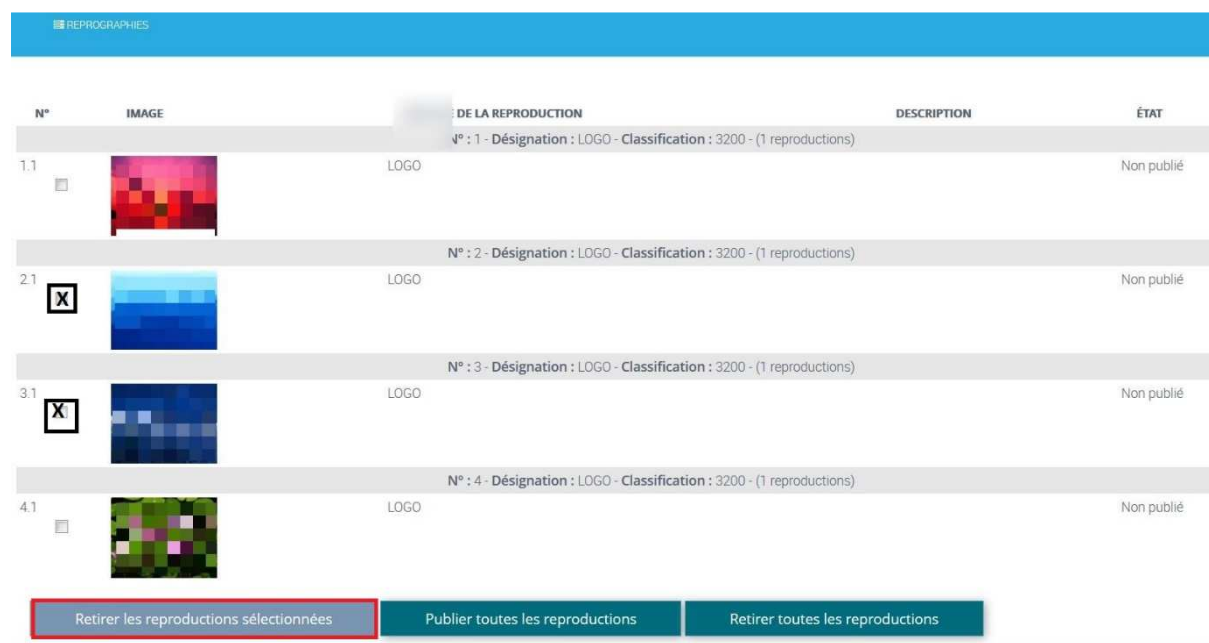 REPROGRAPHIES
N° IMAGE DE LA REPRODUCTION DESCRIPTION ÉTAT
N° : 1 - Désignation : LOGO - Classification : 3200 - (1 reproductions)
1.1 LOGO Non publié
N° : 2 - Désignation : LOGO - Classification : 3200 - (1 reproductions)
2.1 X LOGO Non publié
N° : 3 - Désignation : LOGO - Classification : 3200 - (1 reproductions)
3.1 X LOGO Non publié
N° : 4 - Désignation : LOGO - Classification : 3200 - (1 reproductions)
4.1 LOGO Non publié
Retirer les reproductions sélectionnées Publier toutes les reproductions Retirer toutes les reproductions